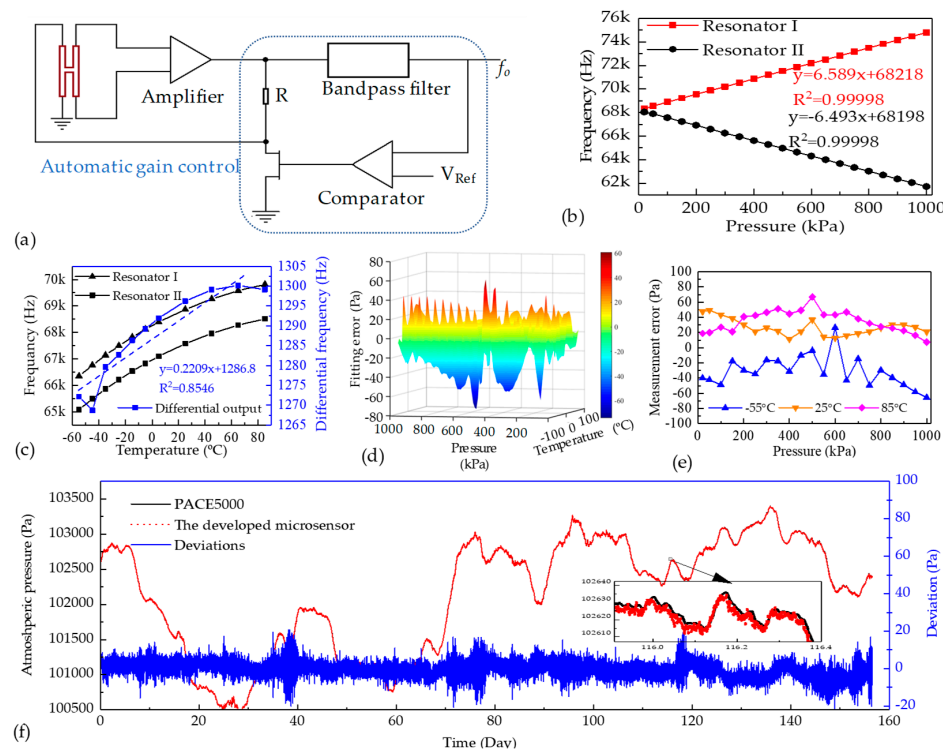 Amplifier
R
Bandpass filter
fo
Automatic gain control
Comparator
VRef
(a)
76k
74k
72k
70k
68k
66k
64k
62k
Frequency (Hz)
Resonator I
Resonator II
y=6.589x+68218
R2=0.99998
y=-6.493x+68198
R2=0.99998
0 200 400 600 800 1000
Pressure (kPa)
(b)
70k
69k
68k
67k
66k
65k
Frequency (Hz)
Resonator I
Resonator II
y=0.2209x+1286.8
R2=0.8546
Differential output
1305
1300
1295
1290
1285
1280
1275
1270
1265
Differential frequency (Hz)
-60 -40 -20 0 20 40 60 80
Temperature (ºC)
(c)
80
60
40
20
0
-20
-40
-60
-80
Fitting error (Pa)
1000 800 600 400 200 0
Pressure
(kPa)
-100 0 100
Temperature (ºC)
60
40
20
0
-20
-40
-60
(d)
100
80
60
40
20
0
-20
-40
-60
-80
-100
Measurement error (Pa)
-55ºC 25ºC 85ºC
0 200 400 600 800 1000
Pressure (kPa)
(e)
103500
103000
102500
102000
101500
101000
100500
Atmoshperic pressure (Pa)
PACE5000
The developed microsensor
Deviations
102640
102630
102620
102610
116.0 116.2 116.4
100
80
60
40
20
0
-20
Deviation (Pa)
0 20 40 60 80 100 120 140 160
Time (Day)
(f)